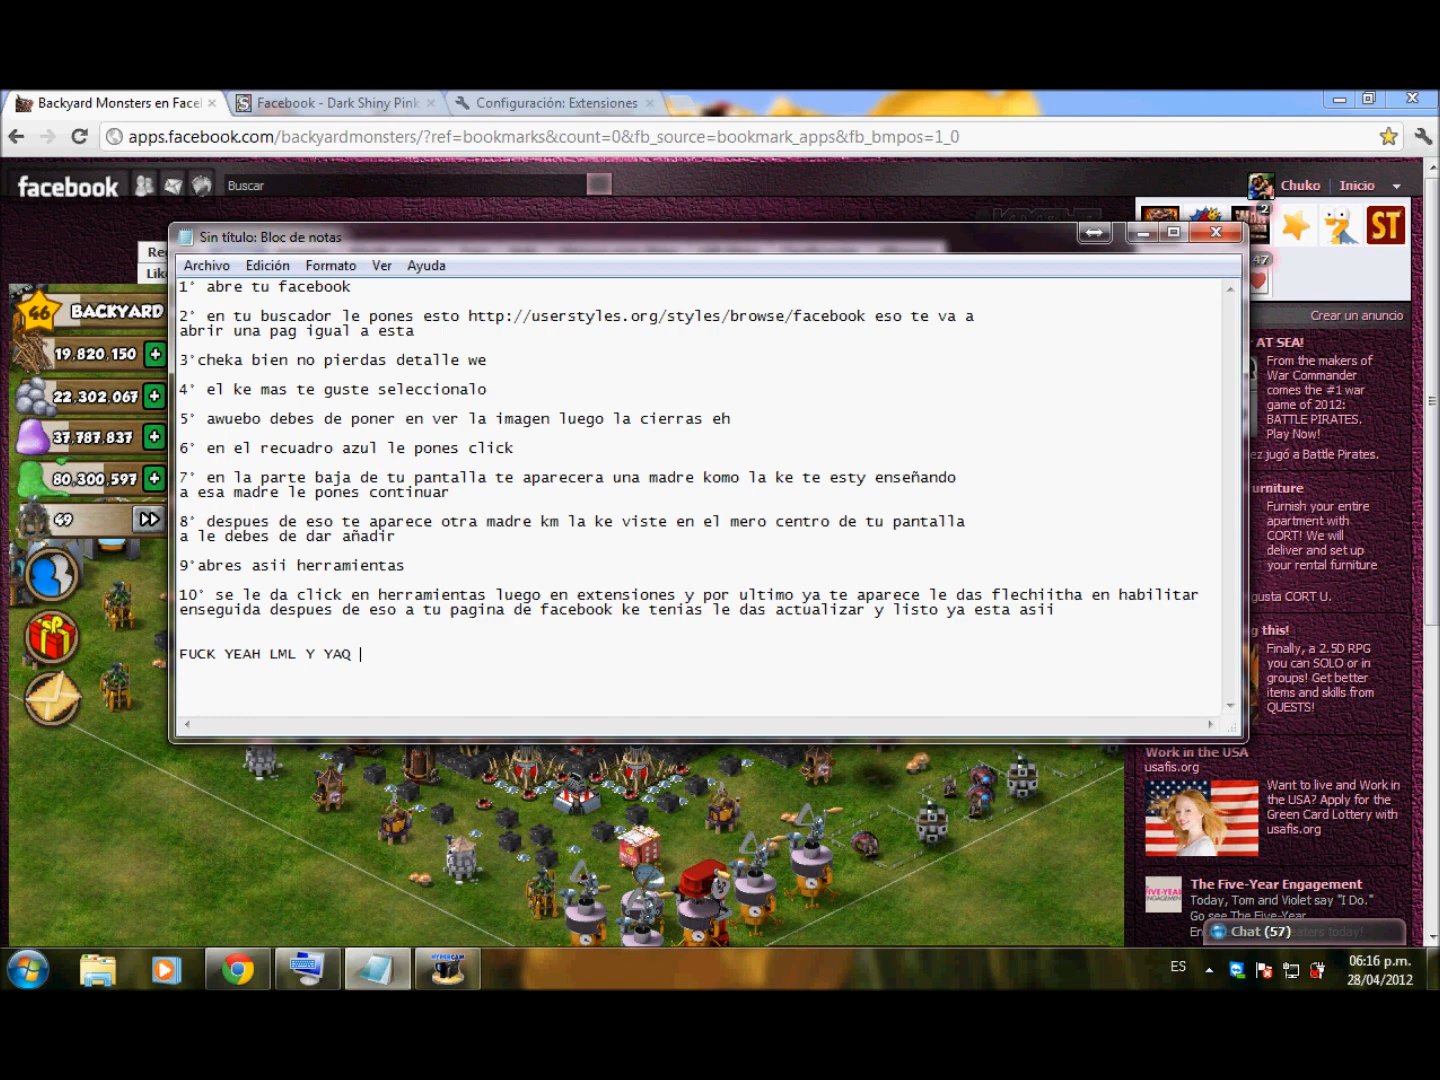 Backyard Monsters en Face
Facebook - Dark Shiny Pink
Configuración: Extensiones
apps.facebook.com/backyardmonsters/?ref=bookmarks&count=0&fb_source=bookmark_apps&fb_bmpos=1_0
facebook
Buscar
Chuko
Inicio
2
ST
47
Sin título: Bloc de notas
Archivo Edición Formato Ver Ayuda
1° abre tu facebook
2° en tu buscador le pones esto http://userstyles.org/styles/browse/facebook eso te va a
abrir una pag igual a esta
3°cheka bien no pierdas detalle we
4° el ke mas te guste seleccionalo
5° awuebo debes de poner en ver la imagen luego la cierras eh
6° en el recuadro azul le pones click
7° en la parte baja de tu pantalla te aparecera una madre komo la ke te esty enseñando
a esa madre le pones continuar
8° despues de eso te aparece otra madre km la ke viste en el mero centro de tu pantalla
a le debes de dar añadir
9°abres asii herramientas
10° se le da click en herramientas luego en extensiones y por ultimo ya te aparece le das flechiitha en habilitar
enseguida despues de eso a tu pagina de facebook ke tenias le das actualizar y listo ya esta asii
FUCK YEAH LML Y YAQ
Re
Lik
46 BACKYARD
19,820,150
22,302,067
37,787,837
80,300,597
69
Crear un anuncio
AT SEA!
From the makers of
War Commander
comes the #1 war
game of 2012:
BATTLE PIRATES.
Play Now!
ez jugó a Battle Pirates.
urniture
Furnish your entire
apartment with
CORT! We will
deliver and set up
your rental furniture
gusta CORT U.
g this!
Finally, a 2.5D RPG
you can SOLO or in
groups! Get better
items and skills from
QUESTS!
Work in the USA
usafis.org
Want to live and Work in
the USA? Apply for the
Green Card Lottery with
usafis.org
FIVE-YEAR
ENGAGEMENT
The Five-Year Engagement
Today, Tom and Violet say "I Do."
Go see The Five-Year
Chat (57)
HYPERCAM
ES
06:16 p.m.
28/04/2012